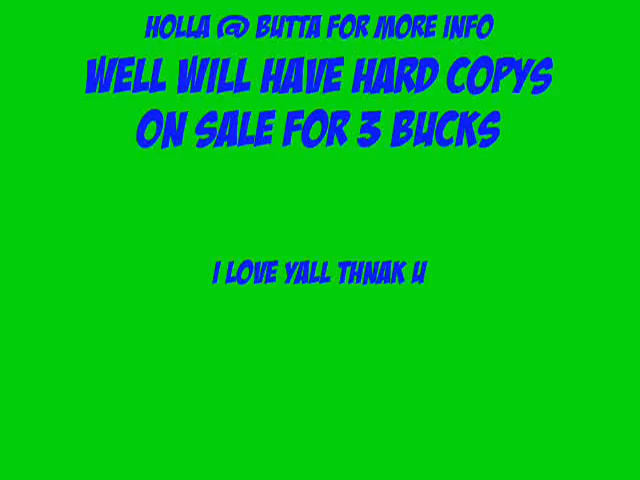 HOLLA @ BUTTA FOR MORE INFO
WELL WILL HAVE HARD COPYS
ON SALE FOR 3 BUCKS
I LOVE YALL THNAK U